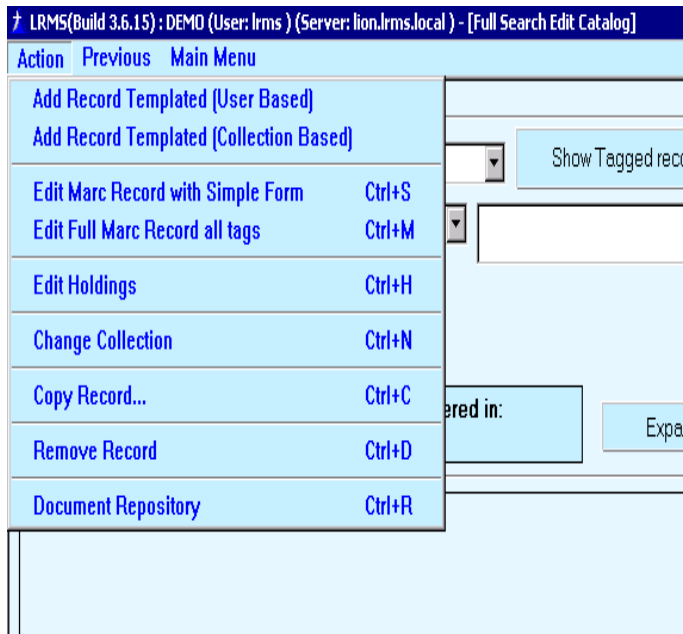 LRMS(Build 3.6.15) : DEMO (User: lrms ) (Server: lion.lrms.local ) - [Full Search Edit Catalog]
Action Previous Main Menu
Add Record Templated (User Based)
Add Record Templated (Collection Based)
Show Tagged reco
Edit Marc Record with Simple Form Ctrl+S
Edit Full Marc Record all tags Ctrl+M
Edit Holdings Ctrl+H
Change Collection Ctrl+N
Copy Record... Ctrl+C
ered in:
Expa
Remove Record Ctrl+D
Document Repository Ctrl+R